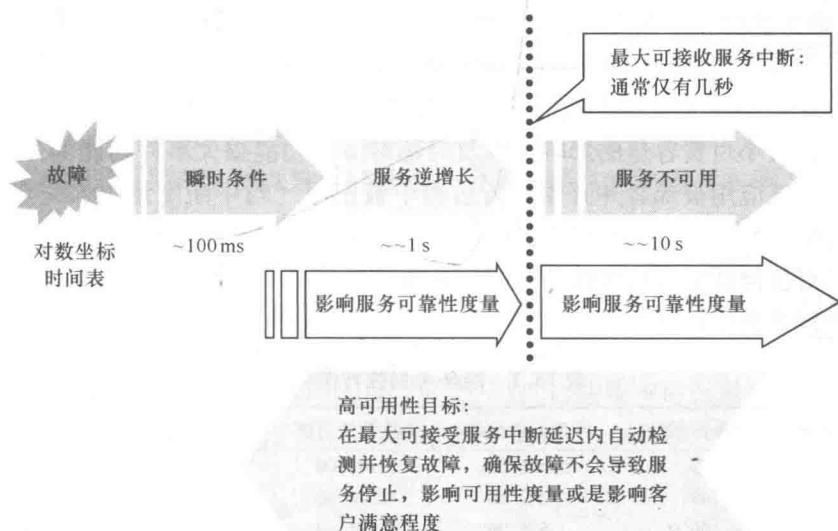 最大可接收服务中断：
通常仅有几秒
故障
瞬时条件
服务逆增长
服务不可用
对数坐标
时间表
~100ms
~~1 s
~~10 s
影响服务可靠性度量
影响服务可靠性度量
高可用性目标：
在最大可接受服务中断延迟内自动检
测并恢复故障，确保故障不会导致服
务停止，影响可用性度量或是影响客
户满意程度